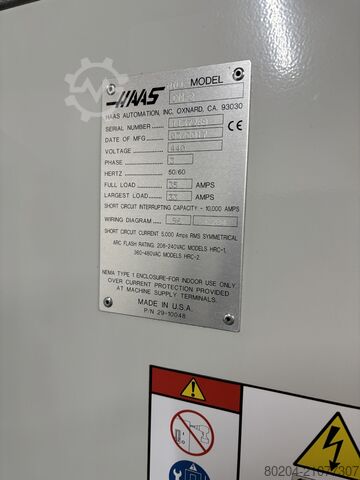 HAAS
MODEL
HAAS AUTOMATION, INC. OXNARD, CA. 93030
SERIAL NUMBER
DATE OF MFG
VOLTAGE 440
PHASE 3
HERTZ 50/60
FULL LOAD 35 AMPS
LARGEST LOAD 33 AMPS
SHORT CIRCUIT INTERRUPTING CAPACITY - 10,000 AMPS
WIRING DIAGRAM
SHORT CIRCUIT CURRENT 5,000 Amps RMS SYMMETRICAL
ARC FLASH RATING: 208-240VAC MODELS HRC-1,
360-480VAC MODELS HRC-2.
NEMA TYPE 1 ENCLOSURE-FOR INDOOR USE ONLY
OVER CURRENT PROTECTION PROVIDED
AT MACHINE SUPPLY TERMINALS.
MADE IN U.S.A.
P/N 29-10048